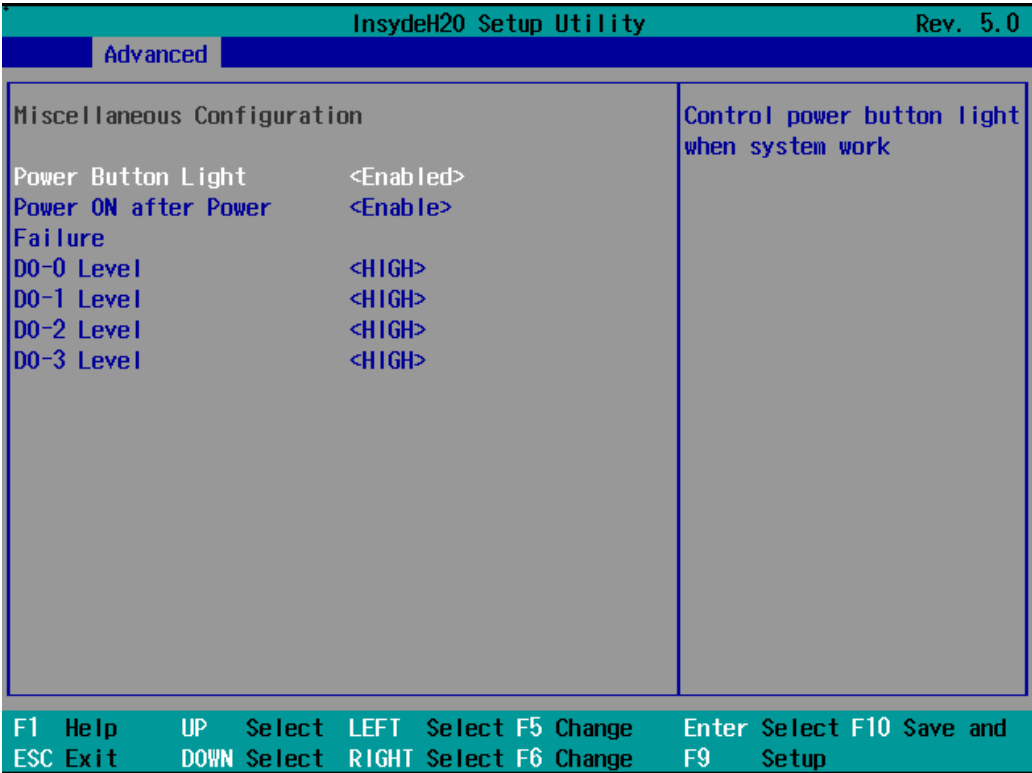 InsydeH20 Setup Utility Rev. 5.0
Advanced
Miscellaneous Configuration
Control power button light
when system work
Power Button Light <Enabled>
Power ON after Power <Enable>
Failure
DO-0 Level <HIGH>
DO-1 Level <HIGH>
DO-2 Level <HIGH>
DO-3 Level <HIGH>
F1 Help UP Select LEFT Select F5 Change Enter Select F10 Save and
ESC Exit DOWN Select RIGHT Select F6 Change F9 Setup